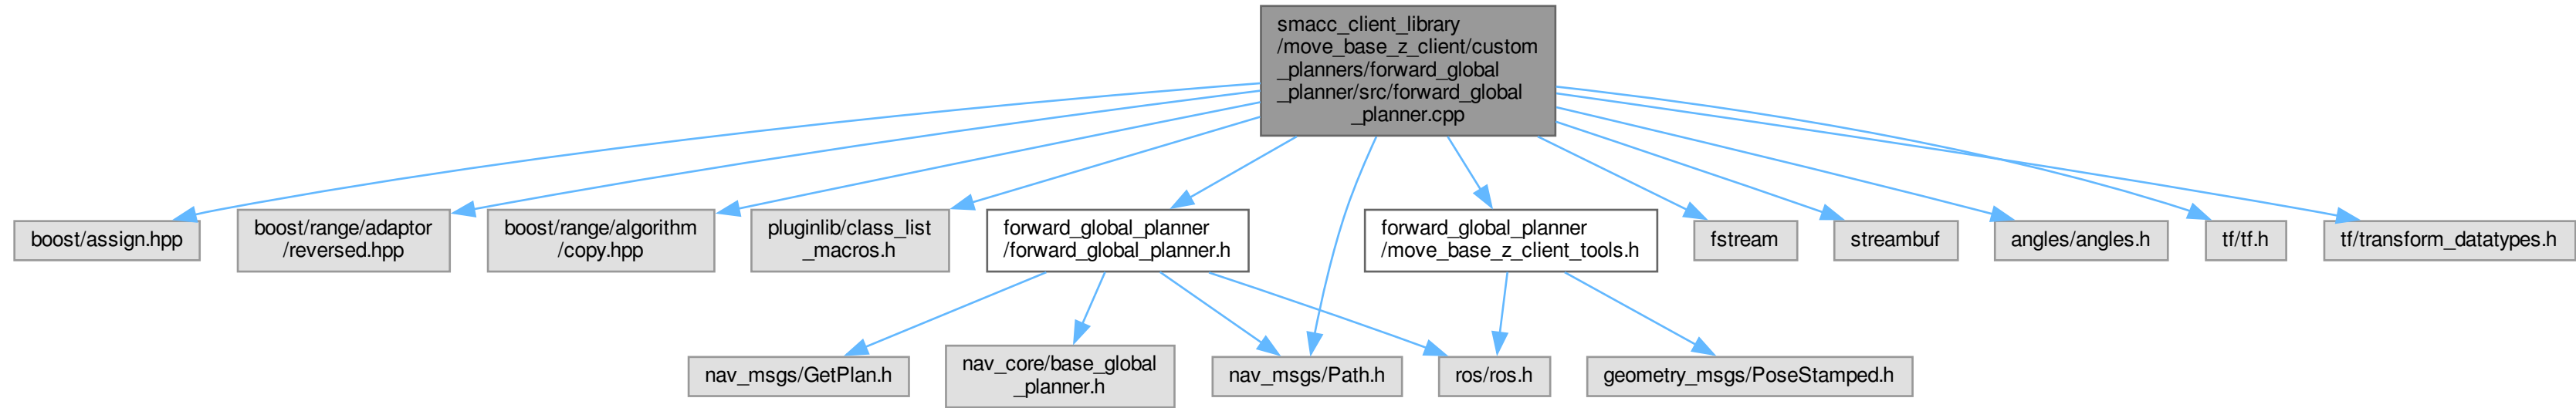 smacc_client_library
/move_base_z_client/custom
_planners/forward_global
_planner/src/forward_global
_planner.cpp
boost/assign.hpp
boost/range/adaptor
/reversed.hpp
boost/range/algorithm
/copy.hpp
pluginlib/class_list
_macros.h
forward_global_planner
/forward_global_planner.h
forward_global_planner
/move_base_z_client_tools.h
fstream
streambuf
angles/angles.h
tf/tf.h
tf/transform_datatypes.h
nav_msgs/GetPlan.h
nav_core/base_global
_planner.h
nav_msgs/Path.h
ros/ros.h
geometry_msgs/PoseStamped.h